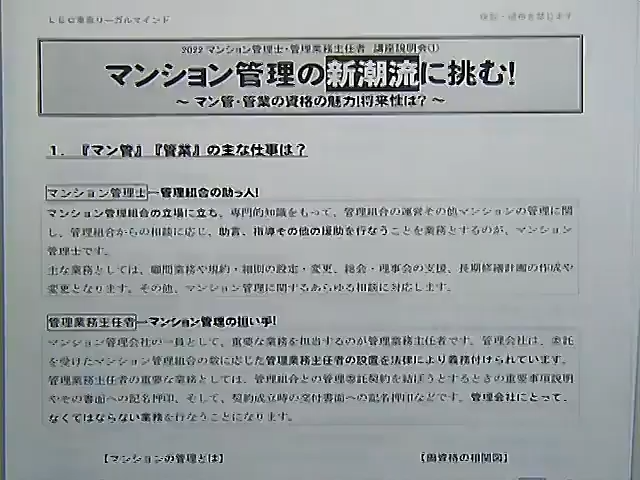 LEC東京リーガルマインド
複製・頒布を禁じます
2022 マンション管理士・管理業務主任者 講座説明会①
マンション管理の新潮流に挑む!
～ マン管・管業の資格の魅力!将来性は? ～
1. 『マン管』『管業』の主な仕事は?
マンション管理士―管理組合の助っ人!
マンション管理組合の立場に立ち、専門的知識をもって、管理組合の運営その他マンションの管理に関
し、管理組合からの相談に応じ、助言、指導その他の援助を行なうことを業務とするのが、マンション
管理士です。
主な業務としては、顧問業務や規約・細則の設定・変更、総会・理事会の支援、長期修繕計画の作成や
変更となります。その他、マンション管理に関するあらゆる相談に対応します。
管理業務主任者―マンション管理の担い手!
マンション管理会社の一員として、重要な業務を担当するのが管理業務主任者です。管理会社は、委託
を受けたマンション管理組合の数に応じた管理業務主任者の設置を法律により義務付けられています。
管理業務主任者の重要な業務としては、管理組合との管理委託契約を結ぼうとするときの重要事項説明
やその書面への記名押印、そして、契約成立時の交付書面への記名押印などです。管理会社にとって、
なくてはならない業務を行なうことになります。
【マンションの管理とは】
【両資格の相関図】